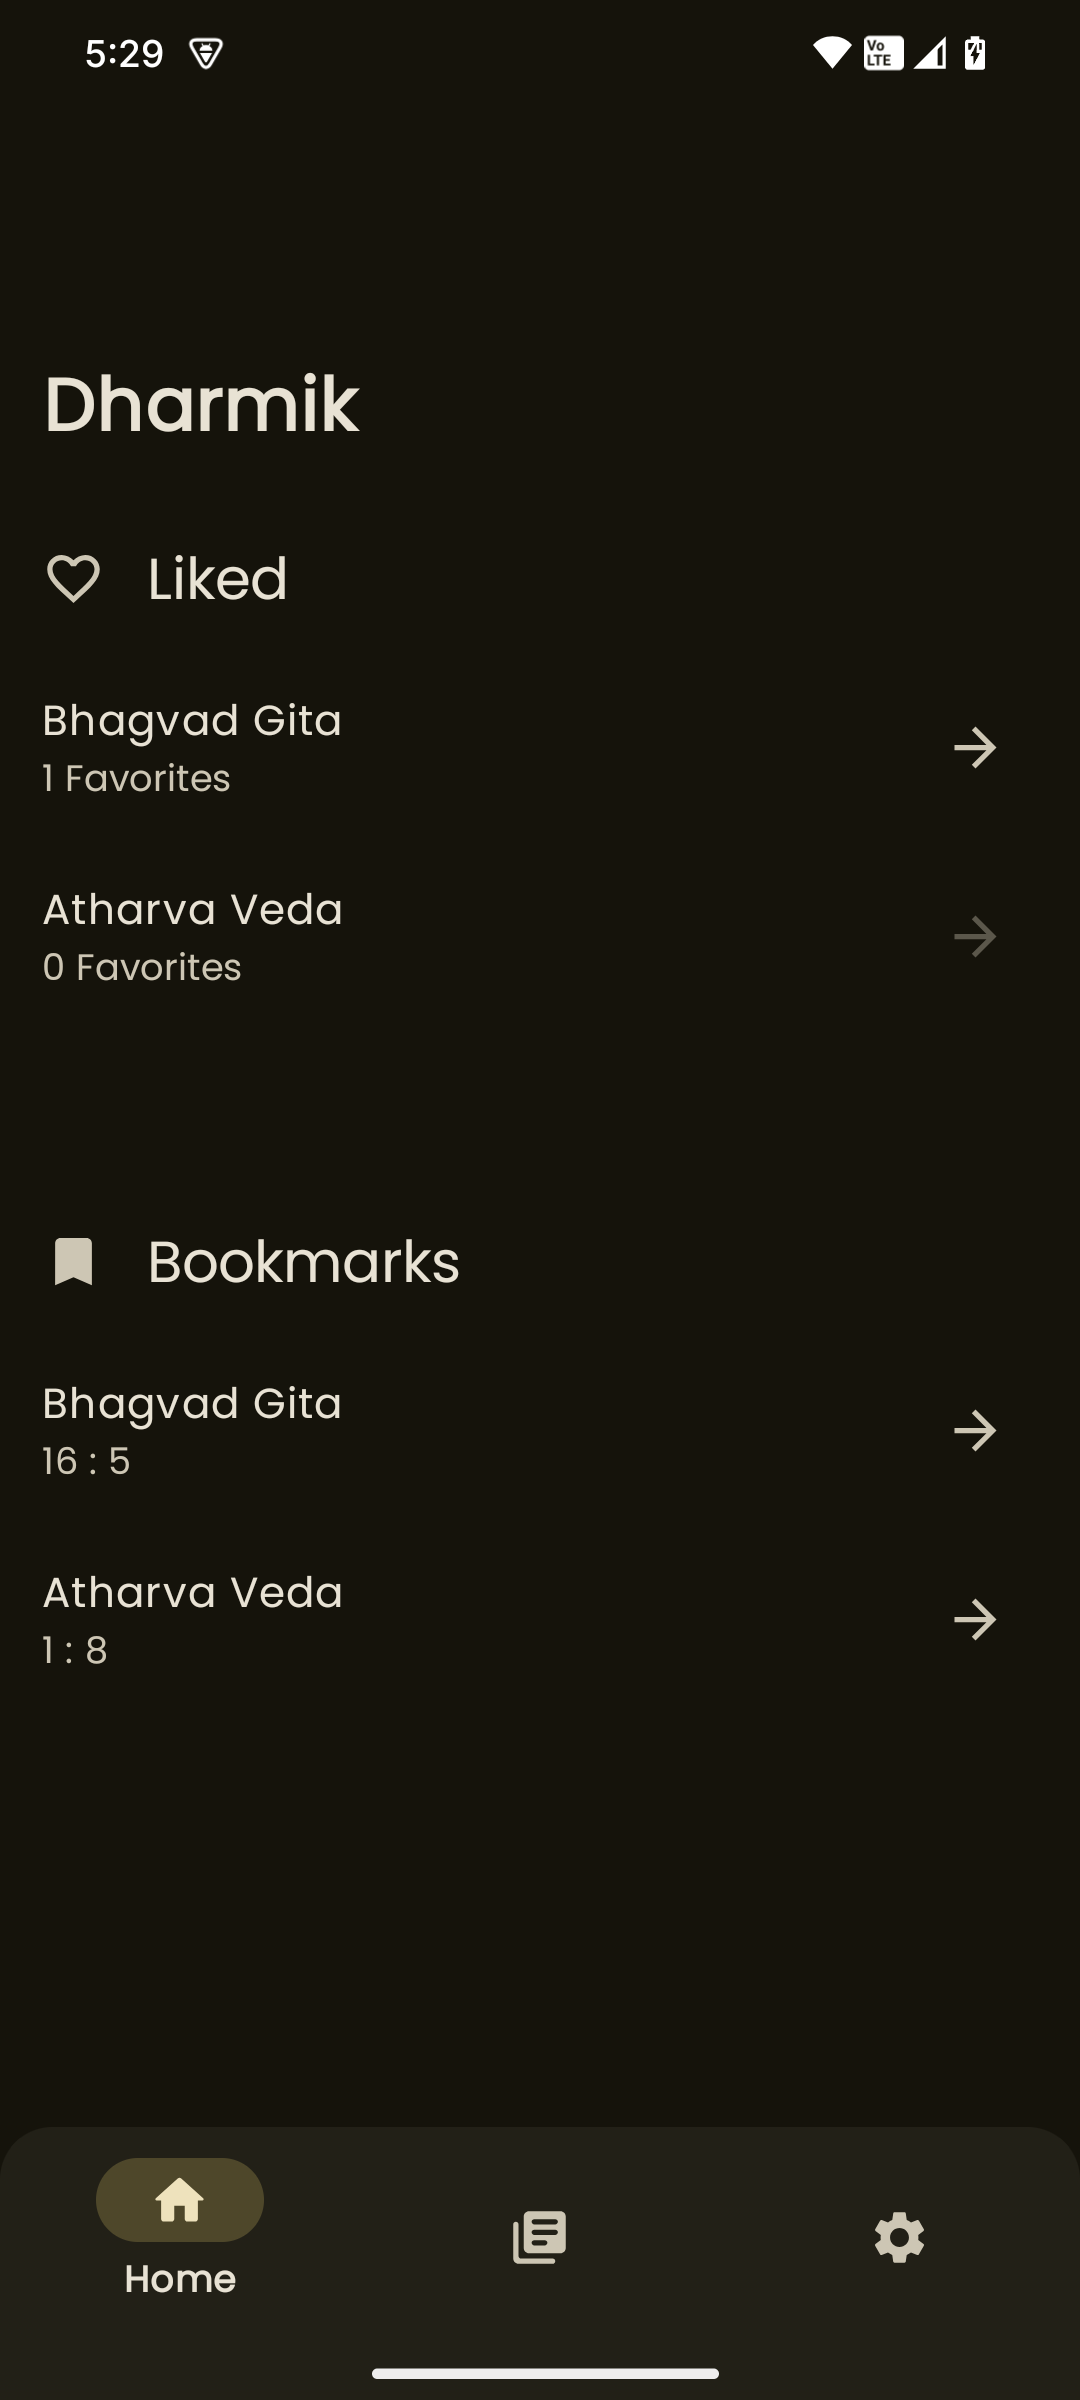 5:29
Vo
LTE
Dharmik
Liked
Bhagvad Gita
1 Favorites
Atharva Veda
0 Favorites
Bookmarks
Bhagvad Gita
16 : 5
Atharva Veda
1 : 8
Home